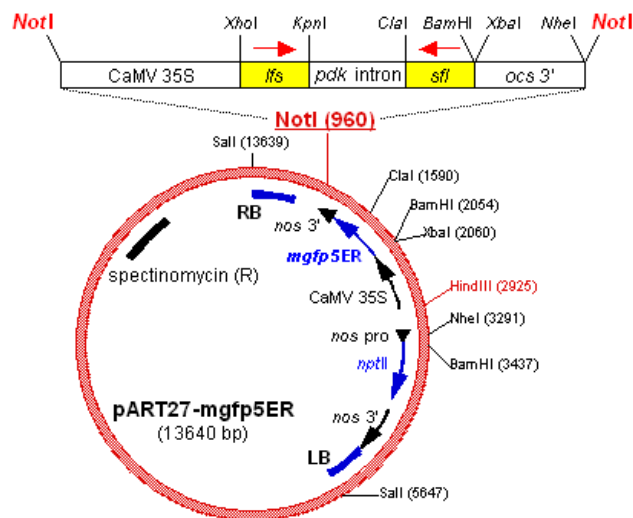 NotI XhoI KpnI ClaI BamHI XbaI NheI NotI
CaMV 35S lfs pdk intron sfl ocs 3'
NotI (960)
SalI (13639)
ClaI (1590)
RB
BamHI (2054)
nos 3'
XbaI (2060)
mgfp5ER
spectinomycin (R)
CaMV 35S
HindIII (2925)
NheI (3291)
nos pro
BamHI (3437)
nptII
pART27-mgfp5ER
nos 3'
(13640 bp)
LB
SalI (5647)